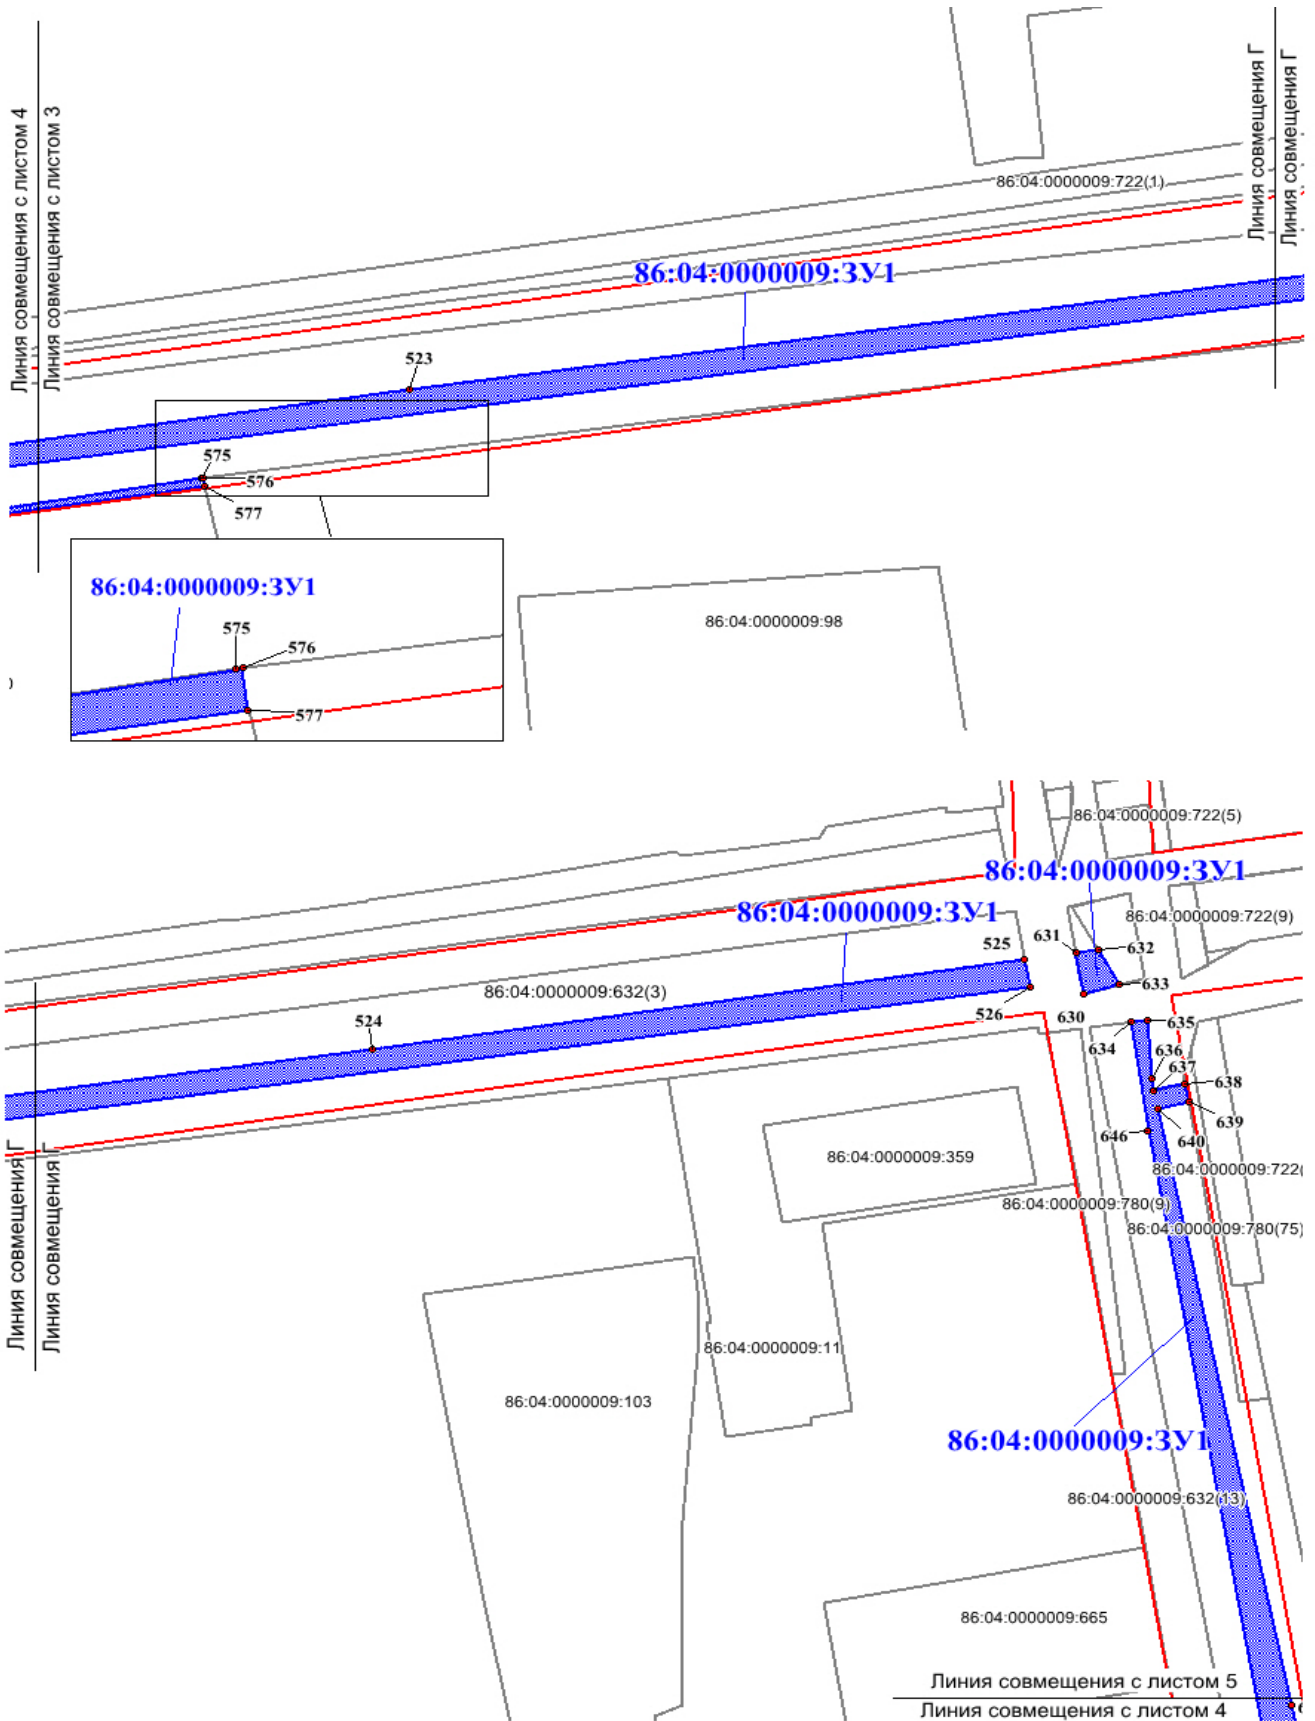 Линия совмещения с листом 4
Линия совмещения с листом 3
Линия совмещения Г
Линия совмещения Г
86:04:0000009:722(1)
86:04:0000009:ЗУ1
523
575
576
577
86:04:0000009:ЗУ1
575
576
577
86:04:0000009:98
86:04:0000009:722(5)
86:04:0000009:ЗУ1
86:04:0000009:ЗУ1
86:04:0000009:722(9)
525
631
632
633
86:04:0000009:632(3)
526
630
524
634
635
636
637
638
639
646
640
86:04:0000009:359
86:04:0000009:722(
86:04:0000009:780(9)
86:04:0000009:780(75)
Линия совмещения Г
Линия совмещения Г
86:04:0000009:11
86:04:0000009:103
86:04:0000009:ЗУ1
86:04:0000009:632(13)
86:04:0000009:665
Линия совмещения с листом 5
Линия совмещения с листом 4